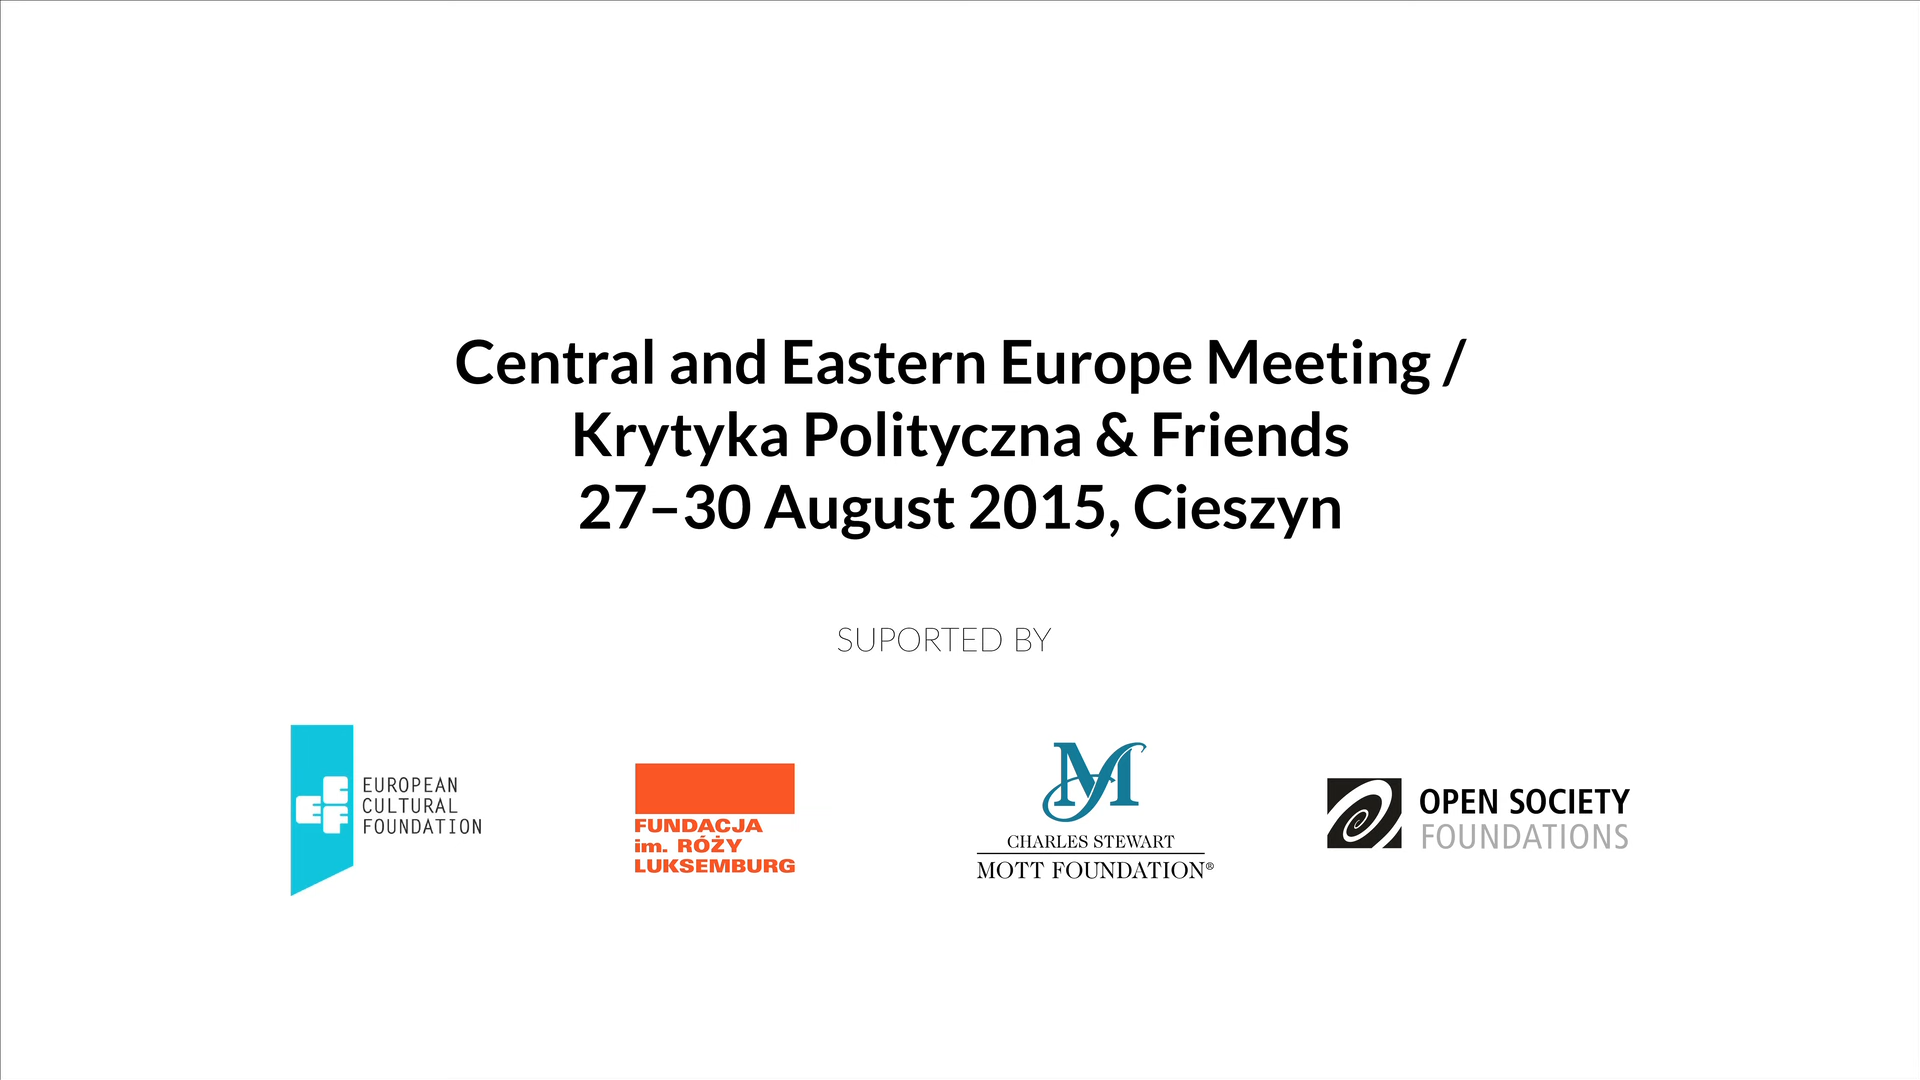 Central and Eastern Europe Meeting /
Krytyka Polityczna & Friends
27–30 August 2015, Cieszyn
SUPORTED BY
ECF
EUROPEAN
CULTURAL
FOUNDATION
FUNDACJA
im. RÓŻY
LUKSEMBURG
M
CHARLES STEWART
MOTT FOUNDATION®
OPEN SOCIETY
FOUNDATIONS